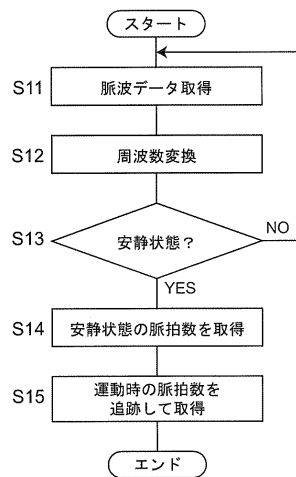 スタート
S11
脈波データ取得
S12
周波数変換
S13
安静状態？
NO
YES
S14
安静状態の脈拍数を取得
S15
運動時の脈拍数を
追跡して取得
エンド